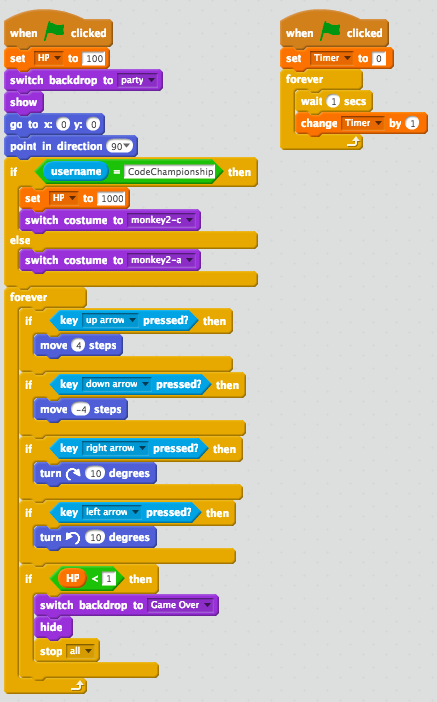 when clicked
set HP to 100
switch backdrop to party
show
go to x: 0 y: 0
point in direction 90
if username = CodeChampionship then
set HP to 1000
switch costume to monkey2-c
else
switch costume to monkey2-a
forever
if key up arrow pressed? then
move 4 steps
if key down arrow pressed? then
move -4 steps
if key right arrow pressed? then
turn 10 degrees
if key left arrow pressed? then
turn 10 degrees
if HP < 1 then
switch backdrop to Game Over
hide
stop all
when clicked
set Timer to 0
forever
wait 1 secs
change Timer by 1